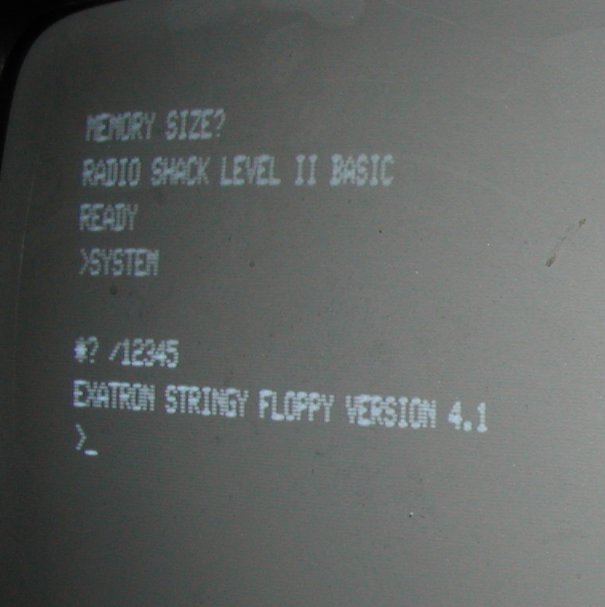 MEMORY SIZE?
RADIO SHACK LEVEL II BASIC
READY
>SYSTEM
*? /12345
EXATRON STRINGY FLOPPY VERSION 4.1
>_